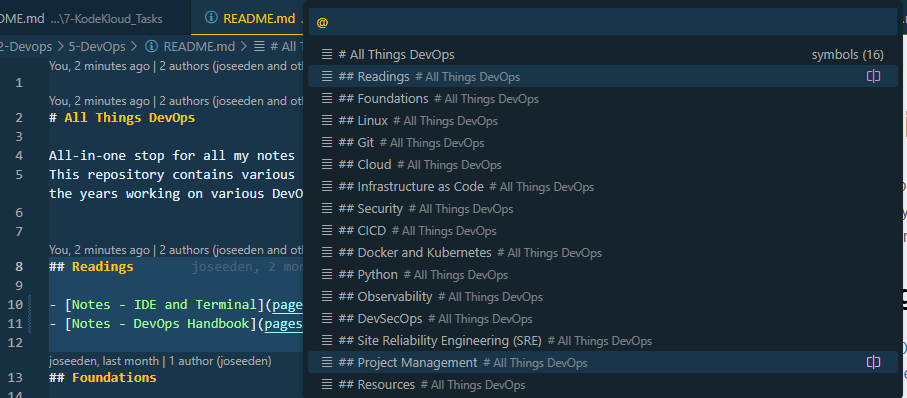 DME.md ...\7-KodeKloud_Tasks
README.md
2-Devops > 5-DevOps > README.md > # All T
You, 2 minutes ago | 2 authors (joseeden and oth
1
You, 2 minutes ago | 2 authors (joseeden and oth
2 # All Things DevOps
3
4 All-in-one stop for all my notes
5 This repository contains various
the years working on various DevO
6
7
You, 2 minutes ago | 2 authors (joseeden and oth
8 ## Readings joseeden, 2 mon
9
10 - [Notes - IDE and Terminal](page
11 - [Notes - DevOps Handbook](pages
12
joseeden, last month | 1 author (joseeden)
13 ## Foundations
14
@
# All Things DevOps symbols (16)
## Readings # All Things DevOps
## Foundations # All Things DevOps
## Linux # All Things DevOps
## Git # All Things DevOps
## Cloud # All Things DevOps
## Infrastructure as Code # All Things DevOps
## Security # All Things DevOps
## CICD # All Things DevOps
## Docker and Kubernetes # All Things DevOps
## Python # All Things DevOps
## Observability # All Things DevOps
## DevSecOps # All Things DevOps
## Site Reliability Engineering (SRE) # All Things DevOps
## Project Management # All Things DevOps
## Resources # All Things DevOps